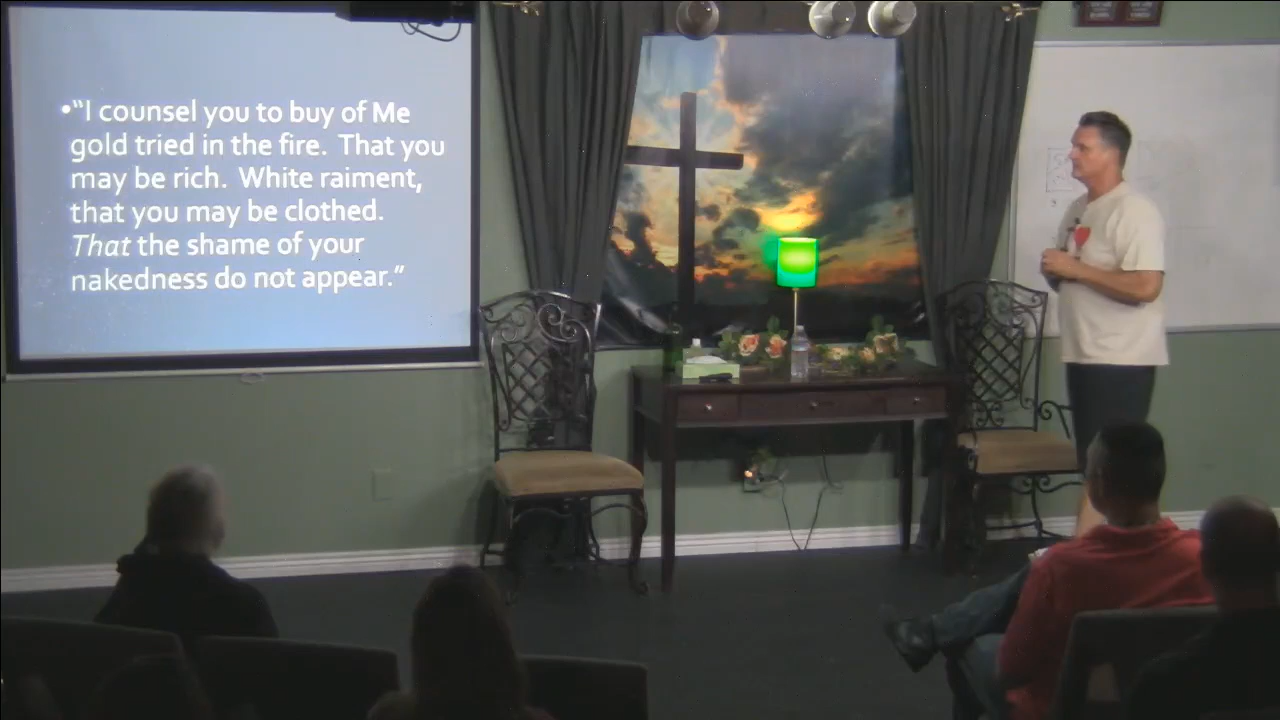 •“I counsel you to buy of Me
gold tried in the fire.  That you
may be rich.  White raiment,
that you may be clothed.
That the shame of your
nakedness do not appear.”